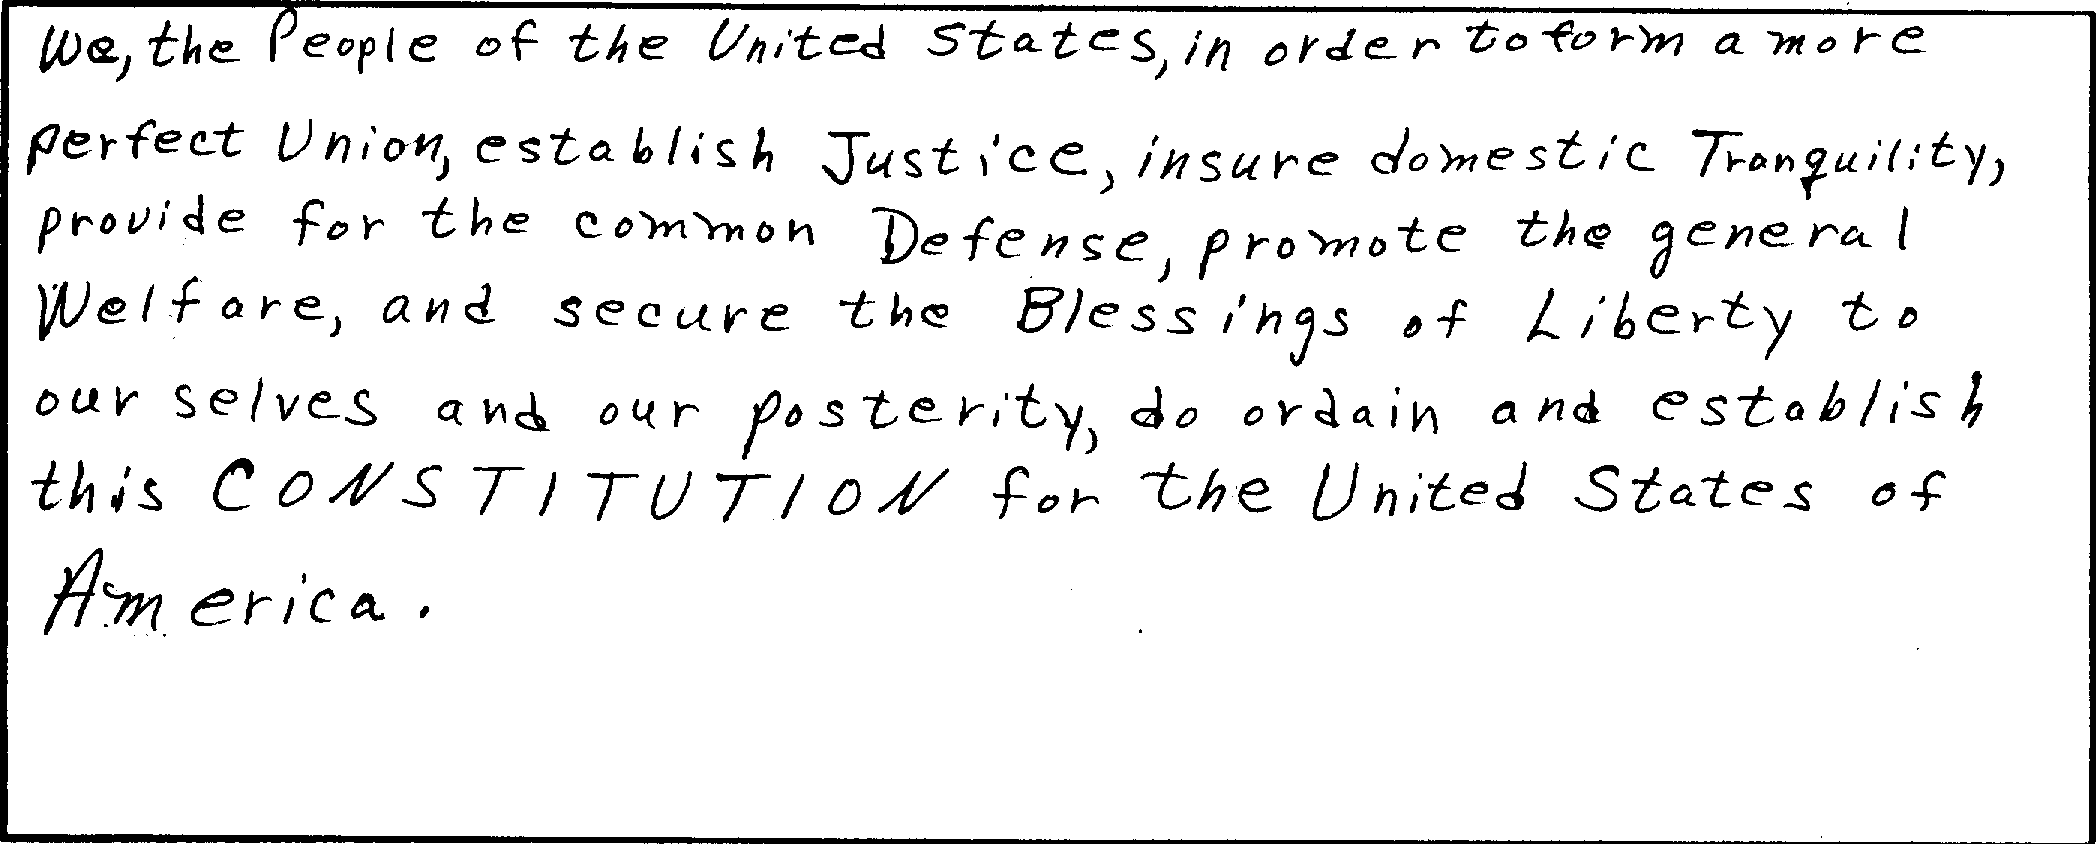 We, the People of the United States, in order to form a more
perfect Union, establish Justice, insure domestic Tranquility,
provide for the common Defense, promote the general
Welfare, and secure the Blessings of Liberty to
our selves and our posterity, do ordain and establish
this CONSTITUTION for the United States of
America.